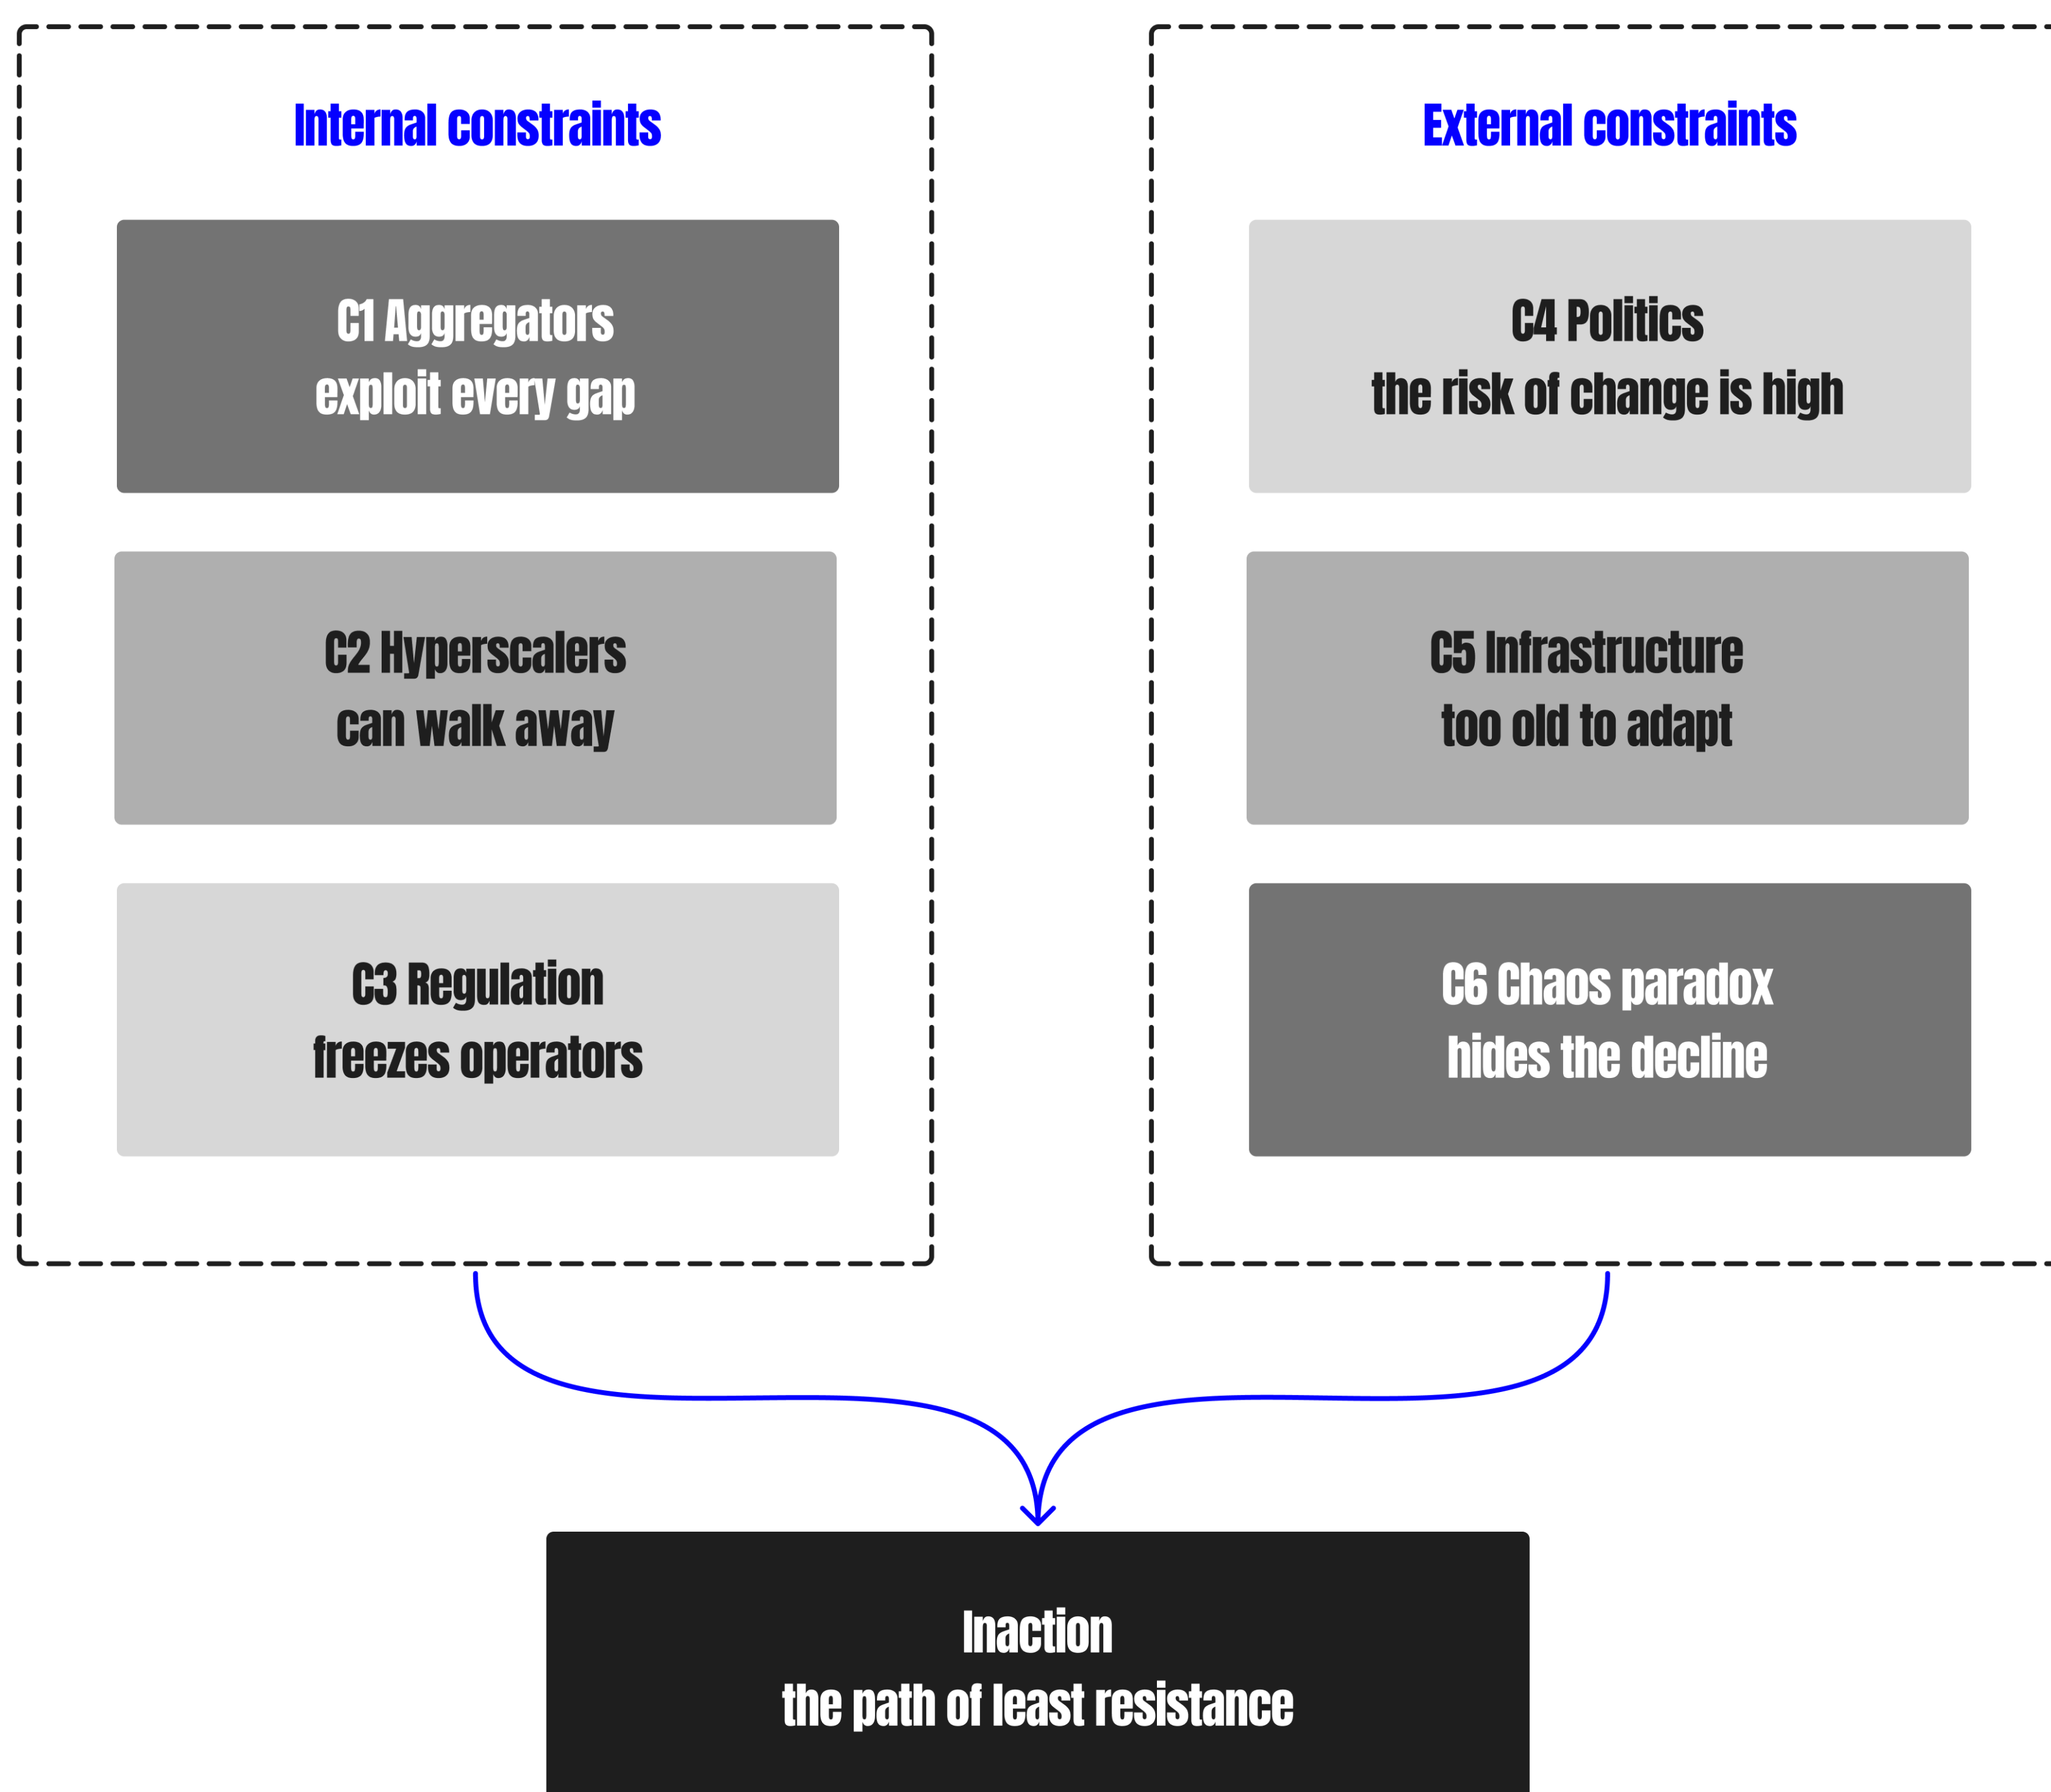 Internal constraints
C1 Aggregators
exploit every gap
C2 Hyperscalers
can walk away
C3 Regulation
freezes operators
External constraints
C4 Politics
the risk of change is high
C5 Infrastructure
too old to adapt
C6 Chaos paradox
hides the decline
Inaction
the path of least resistance